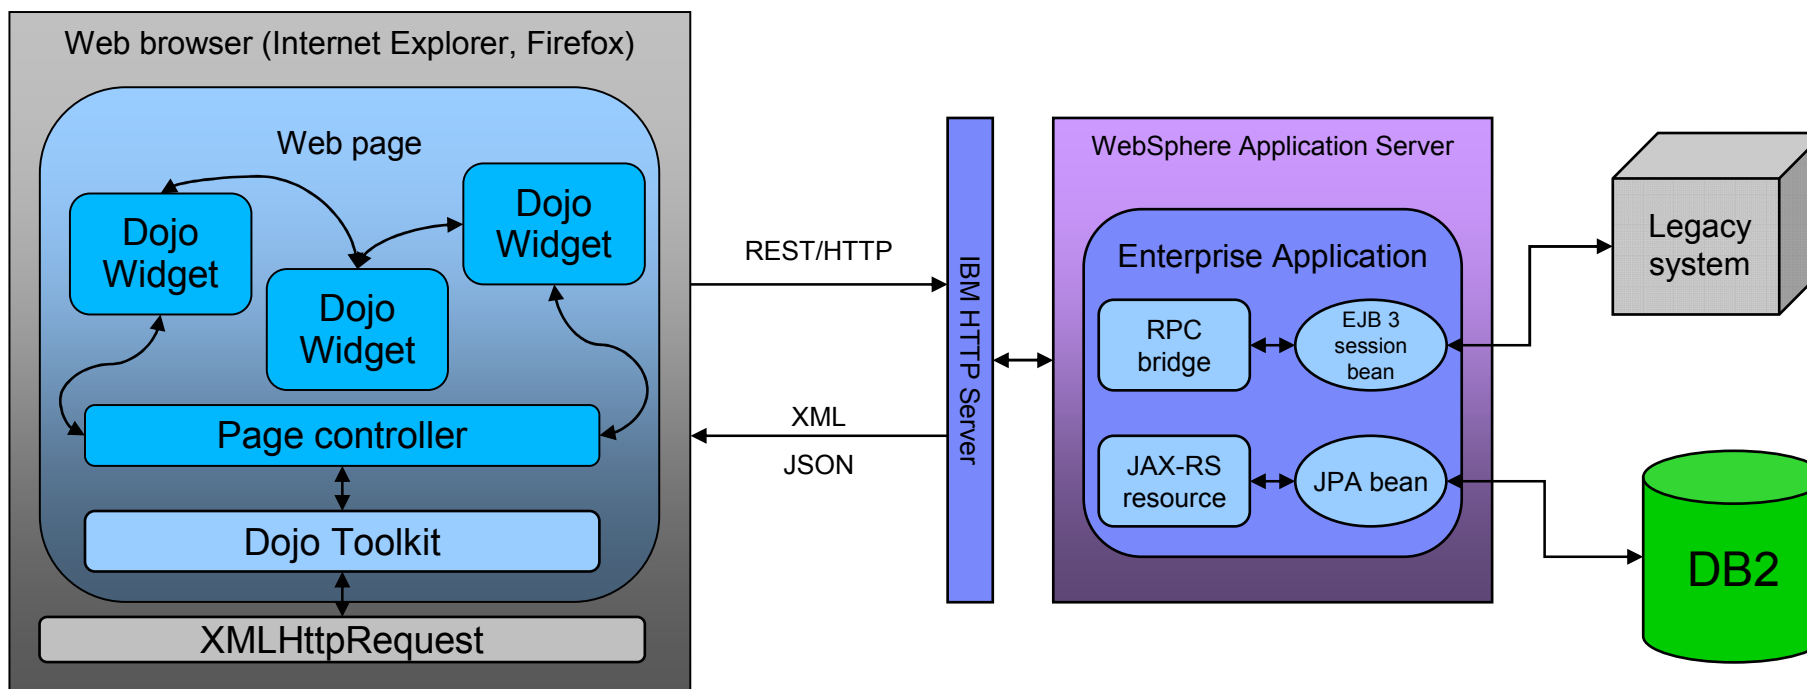 Web browser (Internet Explorer, Firefox)
Web page
Dojo
Widget
Dojo
Widget
Dojo
Widget
Page controller
Dojo Toolkit
XMLHttpRequest
REST/HTTP
XML
JSON
IBM HTTP Server
WebSphere Application Server
Enterprise Application
RPC
bridge
EJB 3
session
bean
JAX-RS
resource
JPA bean
Legacy
system
DB2